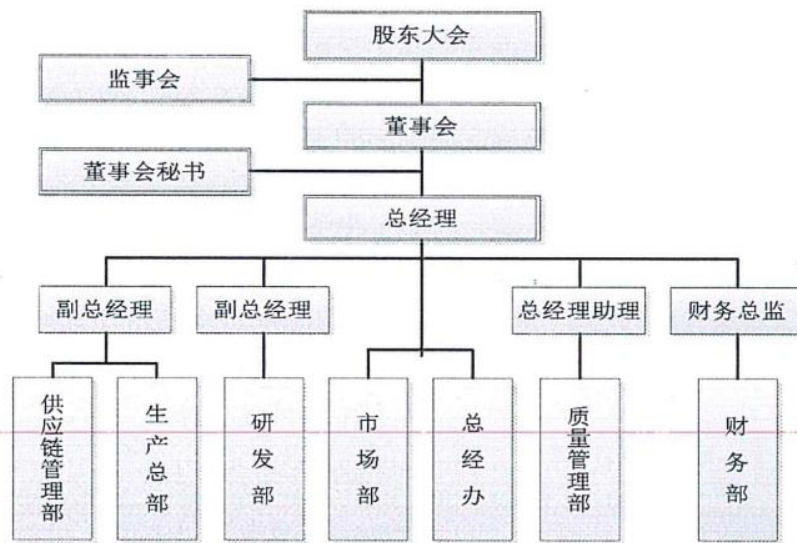 股东大会
监事会
董事会
董事会秘书
总经理
副总经理
副总经理
总经理助理
财务总监
供应链管理部
生产总部
研发部
市场部
总经办
质量管理部
财务部